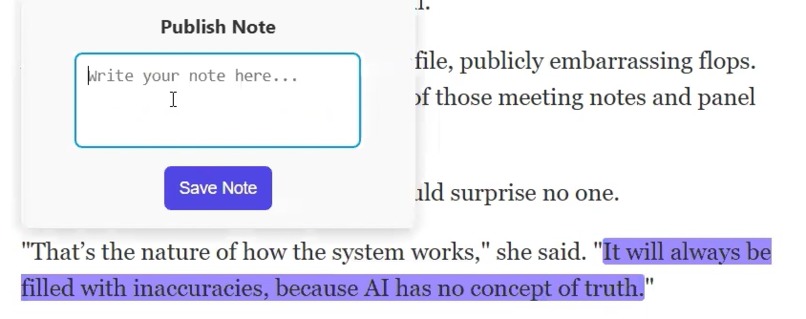 Publish Note
Write your note here...
Save Note
file, publicly embarrassing flops.
of those meeting notes and panel
surprise no one.
"That’s the nature of how the system works," she said. "It will always be
filled with inaccuracies, because AI has no concept of truth."